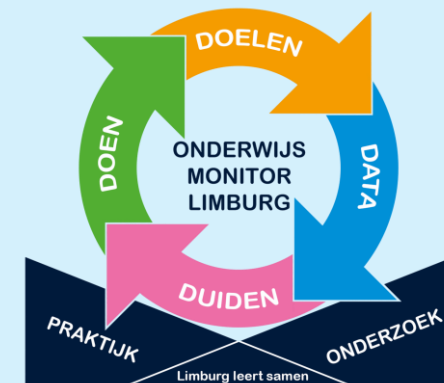 DOELEN
DOEN
ONDERWIJS
MONITOR
LIMBURG
DATA
DUIDEN
PRAKTIJK
ONDERZOEK
Limburg leert samen